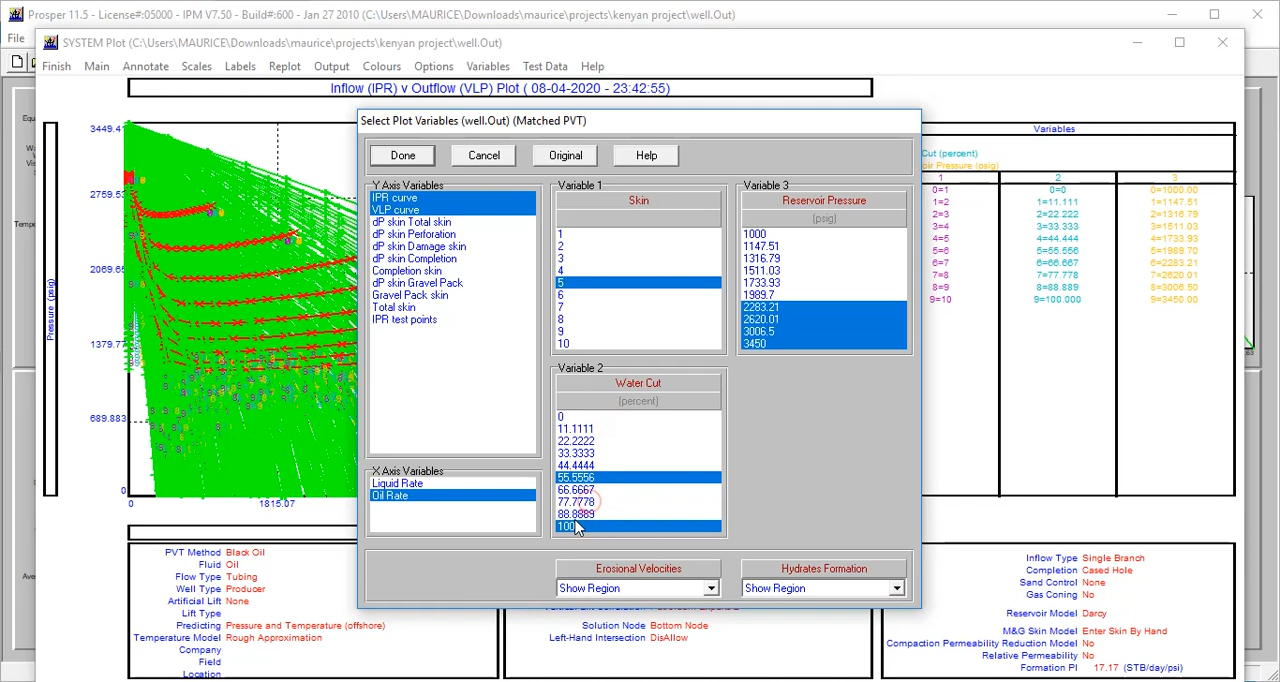 Prosper 11.5 - License#:05000 - IPM V7.50 - Build#:600 - Jan 27 2010 (C:\Users\MAURICE\Downloads\maurice\projects\kenyan project\well.Out)
File
SYSTEM Plot (C:\Users\MAURICE\Downloads\maurice\projects\kenyan project\well.Out)
Finish Main Annotate Scales Labels Replot Output Colours Options Variables Test Data Help
Inflow (IPR) v Outflow (VLP) Plot ( 08-04-2020 - 23:42:55)
Pressure (psig)
3449.4
2759.5
2069.6
1379.77
689.883
0
0
1815.07
Select Plot Variables (well.Out) (Matched PVT)
Done Cancel Original Help
Y Axis Variables
IPR curve
VLP curve
dP skin Total skin
dP skin Perforation
dP skin Damage skin
dP skin Completion
Completion skin
dP skin Gravel Pack
Gravel Pack skin
Total skin
IPR test points
X Axis Variables
Liquid Rate
Oil Rate
Variable 1
Skin
1
2
3
4
5
6
7
8
9
10
Variable 2
Water Cut
(percent)
0
11.1111
22.2222
33.3333
44.4444
55.5556
66.6667
77.7778
88.8889
100
Variable 3
Reservoir Pressure
(psig)
1000
1147.51
1316.79
1511.03
1733.93
1989.7
2283.21
2620.01
3006.5
3450
Erosional Velocities
Show Region
Hydrates Formation
Show Region
Variables
Cut (percent)
oir Pressure (psig)
1 2 3
0=1 0=0 0=1000.00
1=2 1=11.111 1=1147.51
2=3 2=22.222 2=1316.79
3=4 3=33.333 3=1511.03
4=5 4=44.444 4=1733.93
5=6 5=55.556 5=1989.70
6=7 6=66.667 6=2283.21
7=8 7=77.778 7=2620.01
8=9 8=88.889 8=3006.50
9=10 9=100.000 9=3450.00
PVT Method Black Oil
Fluid Oil
Flow Type Tubing
Well Type Producer
Artificial Lift None
Lift Type
Predicting Pressure and Temperature (offshore)
Temperature Model Rough Approximation
Company
Field
Location
Solution Node Bottom Node
Left-Hand Intersection DisAllow
Inflow Type Single Branch
Completion Cased Hole
Sand Control None
Gas Coning No
Reservoir Model Darcy
M&G Skin Model Enter Skin By Hand
Compaction Permeability Reduction Model No
Relative Permeability No
Formation PI 17.17 (STB/day/psi)